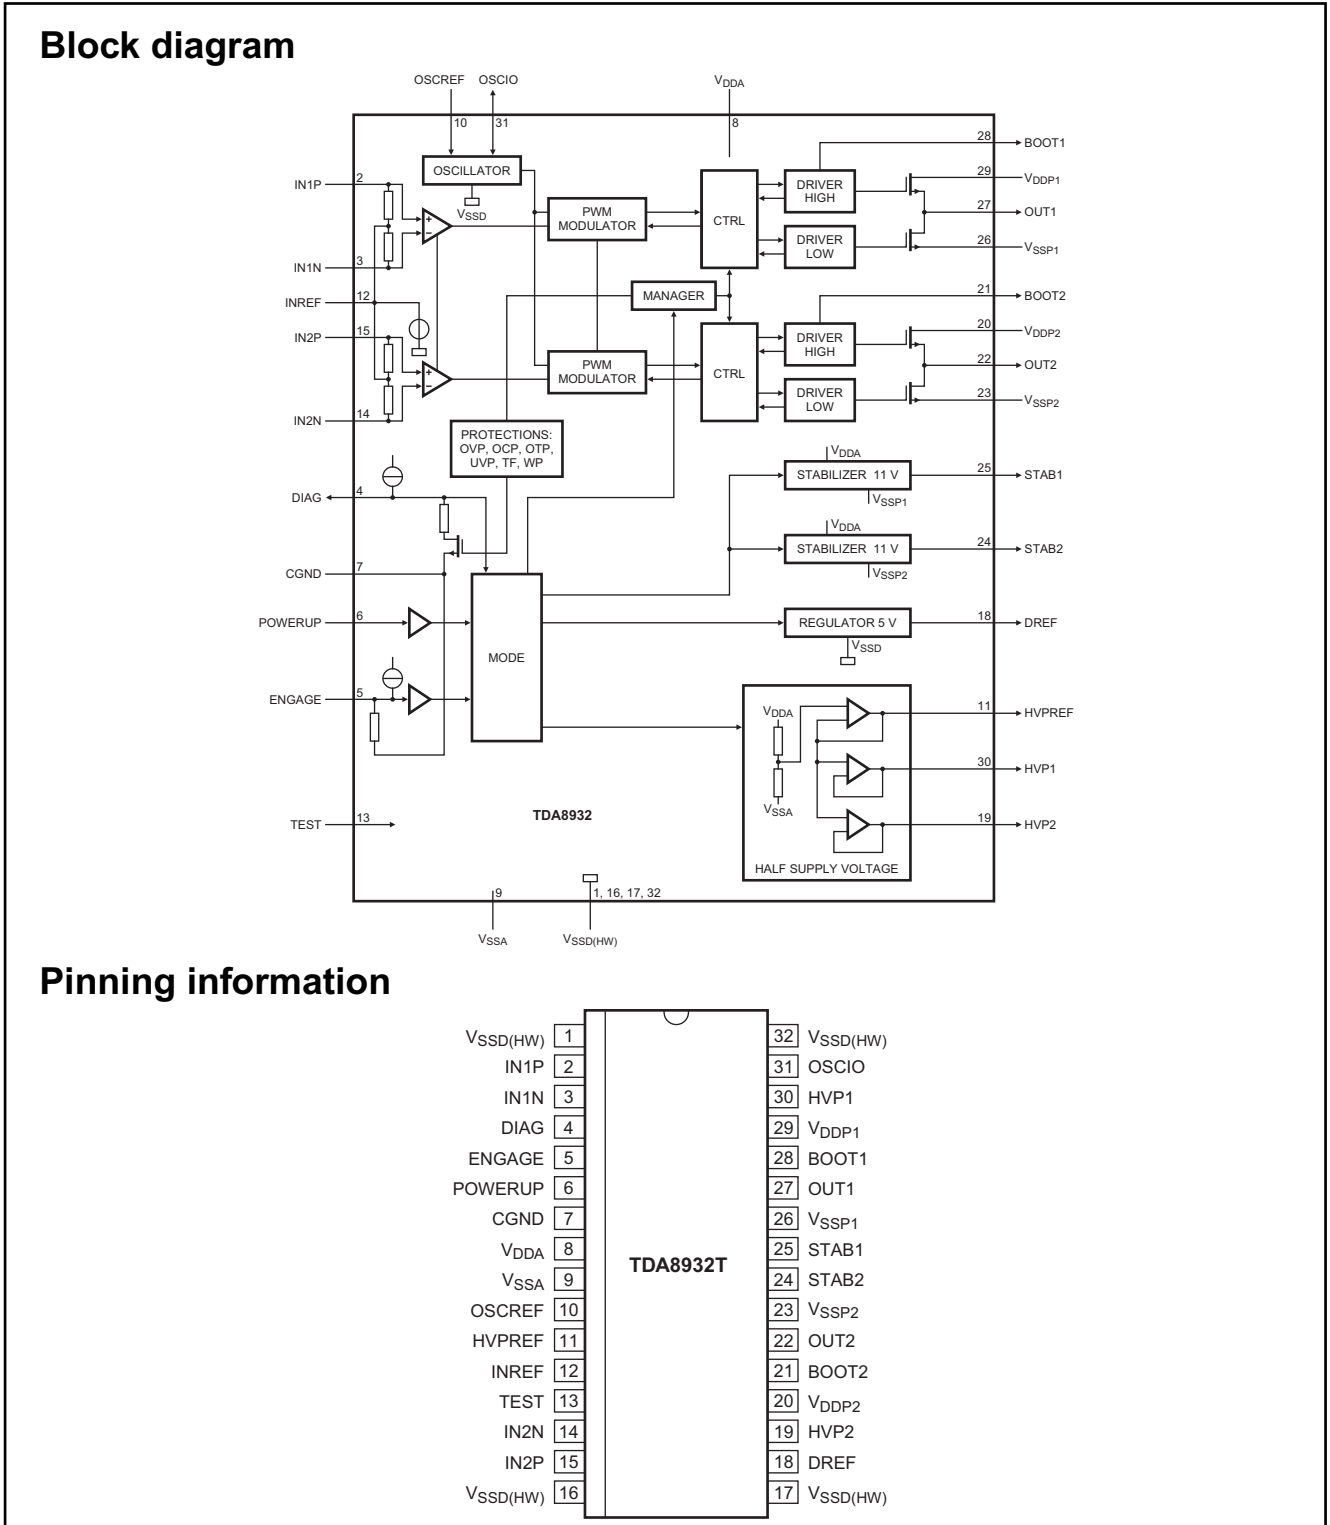 Block diagram
OSCREF OSCIO VDDA
10 31 8
28 BOOT1
OSCILLATOR
29 VDDP1
IN1P 2
DRIVER HIGH
VSSD
PWM MODULATOR
CTRL
27 OUT1
+
−
DRIVER LOW
26 VSSP1
IN1N 3
MANAGER
21 BOOT2
INREF 12
15
IN2P
20 VDDP2
DRIVER HIGH
PWM MODULATOR
CTRL
22 OUT2
+
−
DRIVER LOW
23 VSSP2
IN2N 14
PROTECTIONS:
OVP, OCP, OTP,
UVP, TF, WP
VDDA
STABILIZER 11 V
25 STAB1
VSSP1
DIAG 4
VDDA
STABILIZER 11 V
24 STAB2
VSSP2
CGND 7
POWERUP 6
REGULATOR 5 V
18 DREF
VSSD
MODE
ENGAGE 5
VDDA
11 HVPREF
30 HVP1
VSSA
TEST 13
TDA8932
19 HVP2
HALF SUPPLY VOLTAGE
9 1, 16, 17, 32
VSSA VSSD(HW)
Pinning information
VSSD(HW) 1 32 VSSD(HW)
IN1P 2 31 OSCIO
IN1N 3 30 HVP1
DIAG 4 29 VDDP1
ENGAGE 5 28 BOOT1
POWERUP 6 27 OUT1
CGND 7 26 VSSP1
VDDA 8 25 STAB1
TDA8932T
VSSA 9 24 STAB2
OSCREF 10 23 VSSP2
HVPREF 11 22 OUT2
INREF 12 21 BOOT2
TEST 13 20 VDDP2
IN2N 14 19 HVP2
IN2P 15 18 DREF
VSSD(HW) 16 17 VSSD(HW)